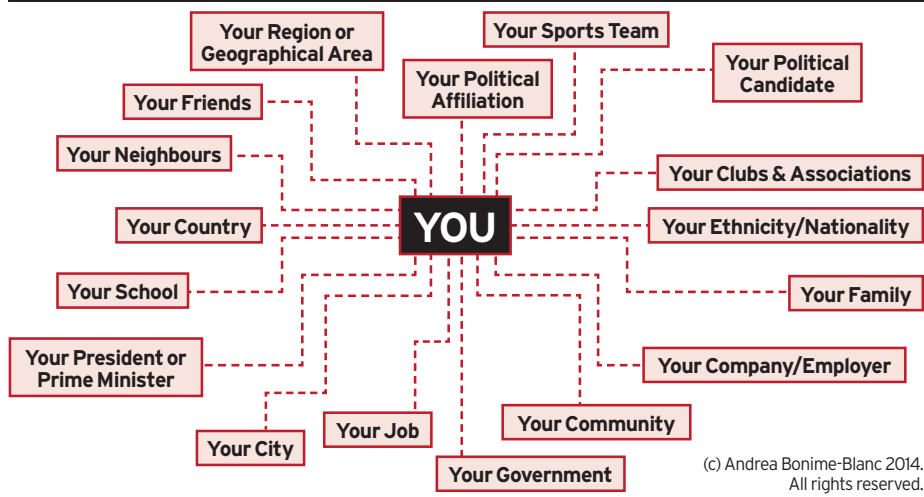 Your Region or
Geographical Area
Your Sports Team
Your Political
Affiliation
Your Political
Candidate
Your Friends
Your Neighbours
Your Clubs & Associations
YOU
Your Country
Your Ethnicity/Nationality
Your School
Your Family
Your President or
Prime Minister
Your Company/Employer
Your City
Your Job
Your Community
Your Government
(c) Andrea Bonime-Blanc 2014.
All rights reserved.